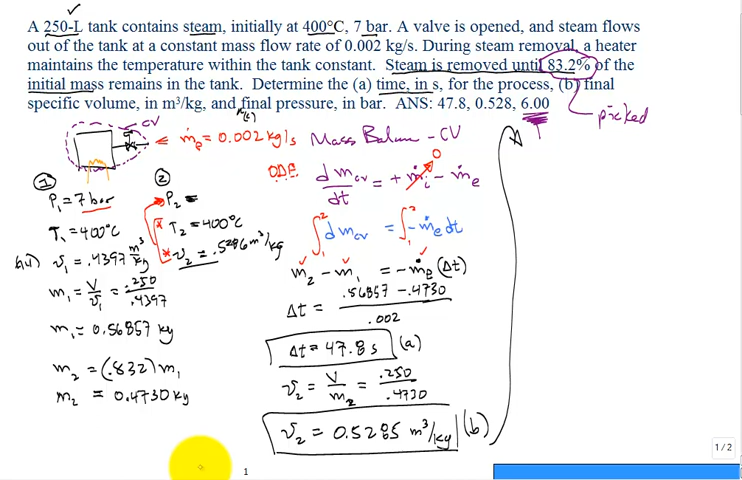 A 250-L tank contains steam, initially at 400°C, 7 bar. A valve is opened, and steam flows
out of the tank at a constant mass flow rate of 0.002 kg/s. During steam removal, a heater
maintains the temperature within the tank constant. Steam is removed until 83.2% of the
initial mass remains in the tank. Determine the (a) time, in s, for the process, (b) final
specific volume, in m³/kg, and final pressure, in bar. ANS: 47.8, 0.528, 6.00
picked
CV
ṁe = 0.002 kg/s
Mass Balance - CV
ODE
dm_cv/dt = + ṁi - ṁe
0
①
②
P₁ = 7 bar
P₂ =
T₁ = 400°C
T₂ = 400°C
v₁ = .4397 m³/kg
v₂ = .5286 m³/kg
m₁ = V/v₁ = .250/.4397
m₁ = 0.56857 kg
m₂ = (.832) m₁
m₂ = 0.4730 kg
∫₁² dm_cv = ∫₁² -ṁe dt
m₂ - m₁ = -ṁe (Δt)
Δt = .56857 - .4730 / .002
Δt = 47.8 s (a)
v₂ = V/m₂ = .250/.4730
v₂ = 0.5285 m³/kg (b)
1
1 / 2